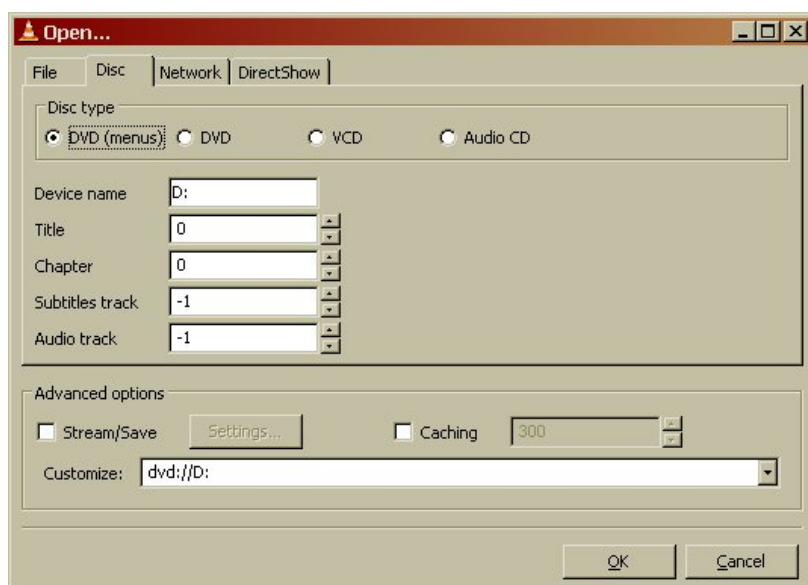 Open...
File Disc Network DirectShow
Disc type
DVD (menus) DVD VCD Audio CD
Device name D:
Title 0
Chapter 0
Subtitles track -1
Audio track -1
Advanced options
Stream/Save Settings... Caching 300
Customize: dvd://D:
OK Cancel